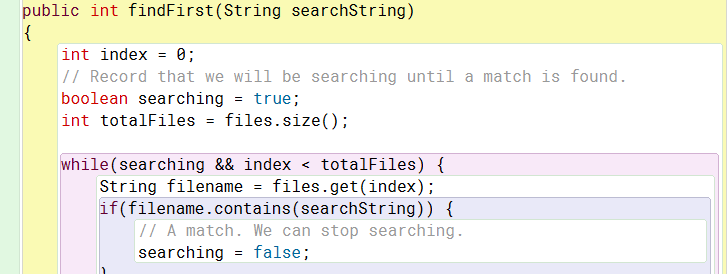 public int findFirst(String searchString)
{
int index = 0;
// Record that we will be searching until a match is found.
boolean searching = true;
int totalFiles = files.size();
while(searching && index < totalFiles) {
String filename = files.get(index);
if(filename.contains(searchString)) {
// A match. We can stop searching.
searching = false;
}